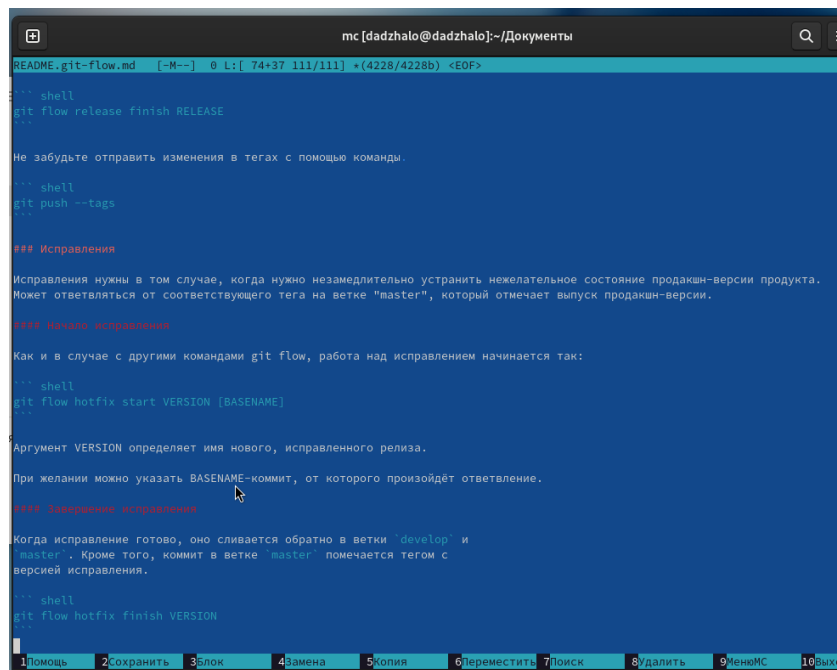 mc [dadzhalo@dadzhalo]:~/Документы
README.git-flow.md [-M--] 0 L:[ 74+37 111/111] *(4228/4228b) <EOF>
``` shell
git flow release finish RELEASE
```
Не забудьте отправить изменения в тегах с помощью команды.
``` shell
git push --tags
```
### Исправления
Исправления нужны в том случае, когда нужно незамедлительно устранить нежелательное состояние продакшн-версии продукта.
Может ответвляться от соответствующего тега на ветке "master", который отмечает выпуск продакшн-версии.
#### Начало исправления
Как и в случае с другими командами git flow, работа над исправлением начинается так:
``` shell
git flow hotfix start VERSION [BASENAME]
```
Аргумент VERSION определяет имя нового, исправленного релиза.
При желании можно указать BASENAME-коммит, от которого произойдёт ответвление.
#### Завершение исправления
Когда исправление готово, оно сливается обратно в ветки `develop` и
`master`. Кроме того, коммит в ветке `master` помечается тегом с
версией исправления.
``` shell
git flow hotfix finish VERSION
```
1Помощь 2Сохранить 3Блок 4Замена 5Копия 6Переместить 7Поиск 8Удалить 9МенюМС 10Вых